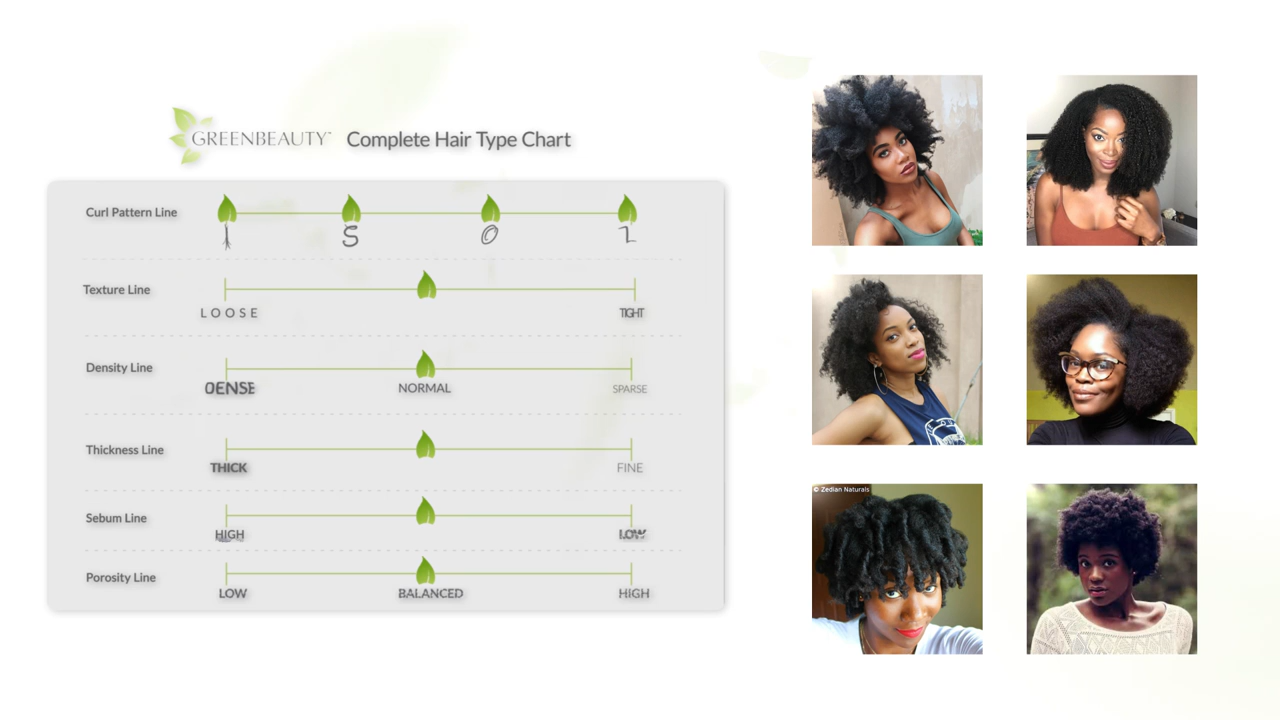 GREENBEAUTY™ Complete Hair Type Chart
Curl Pattern Line
I S O Z
Texture Line
LOOSE TIGHT
Density Line
DENSE NORMAL SPARSE
Thickness Line
THICK FINE
Sebum Line
HIGH LOW
Porosity Line
LOW BALANCED HIGH
© Zedian Naturals